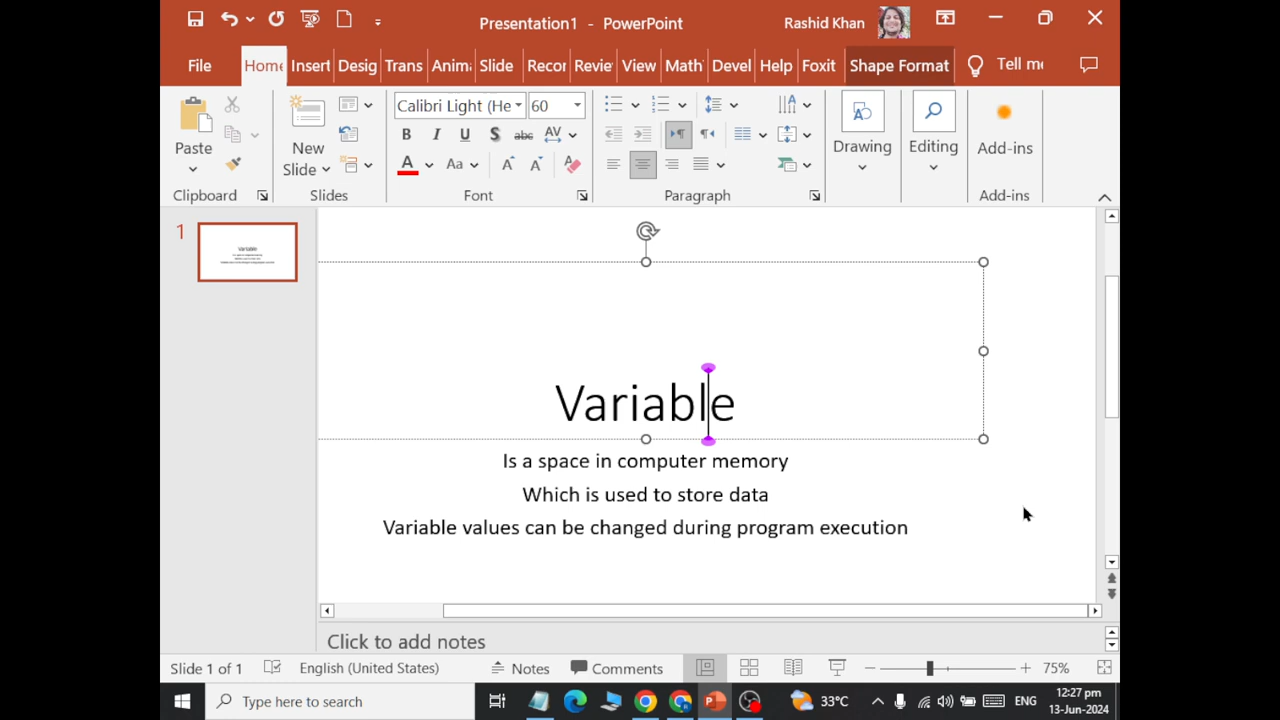 Presentation1 - PowerPoint
Rashid Khan
File Home Insert Desig Trans Anima Slide Recor Revie View Math Devel Help Foxit Shape Format Tell me
Calibri Light (He 60
B I U S abc AV
A Aa A A A
Paste
New
Slide
Drawing
Editing
Add-ins
Clipboard
Slides
Font
Paragraph
Add-ins
1
Variable
Is a space in computer memory
Which is used to store data
Variable values can be changed during program execution
Click to add notes
Slide 1 of 1 English (United States) Notes Comments 75%
Type here to search
33°C
ENG
12:27 pm
13-Jun-2024